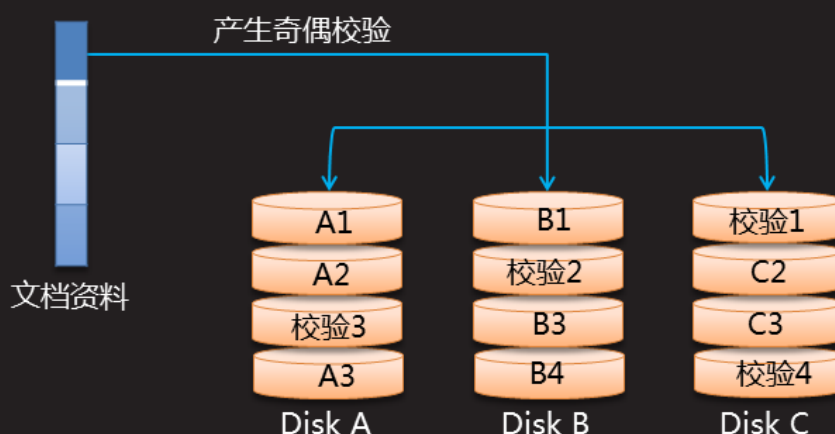 产生奇偶校验
文档资料
A1
B1
校验1
A2
校验2
C2
校验3
B3
C3
A3
B4
校验4
Disk A
Disk B
Disk C